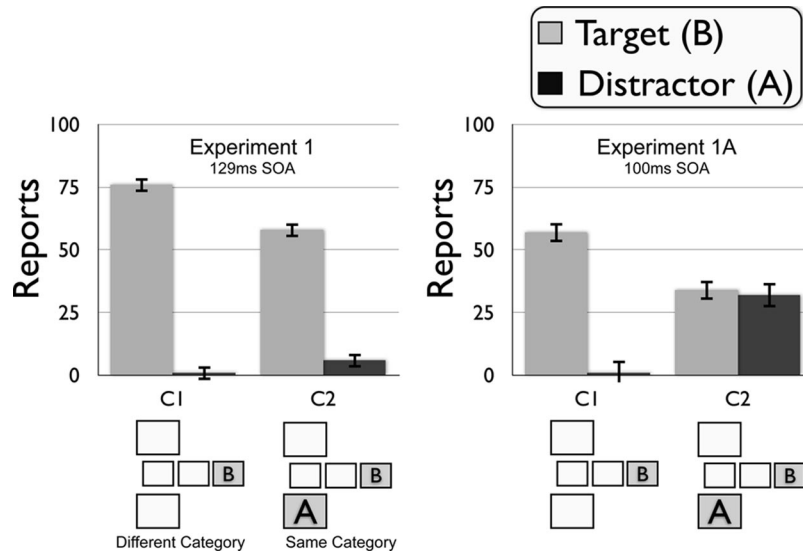 Target (B)
Distractor (A)
100
75
50
25
0
Reports
Experiment 1
129ms SOA
C1
C2
B
B
A
Different Category
Same Category
100
75
50
25
0
Reports
Experiment 1A
100ms SOA
C1
C2
B
B
A